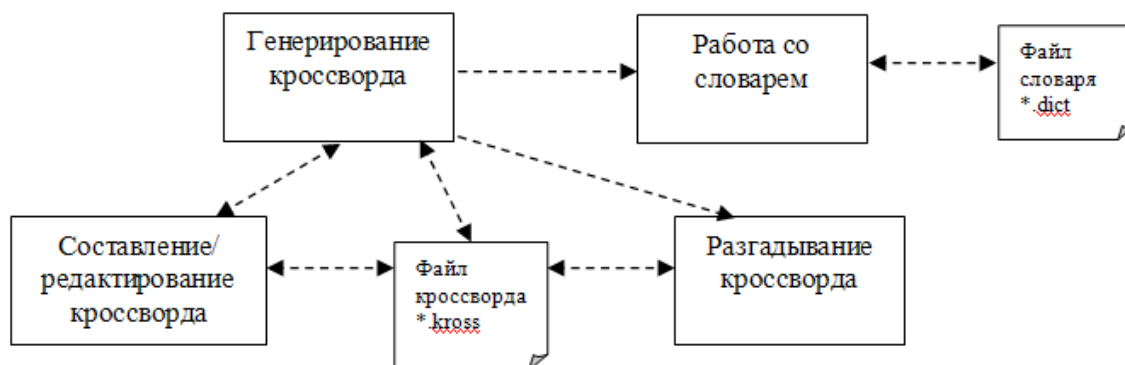 Генерирование
кроссворда
Работа со
словарем
Файл
словаря
*.dict
Составление/
редактирование
кроссворда
Файл
кроссворда
*.kross
Разгадывание
кроссворда